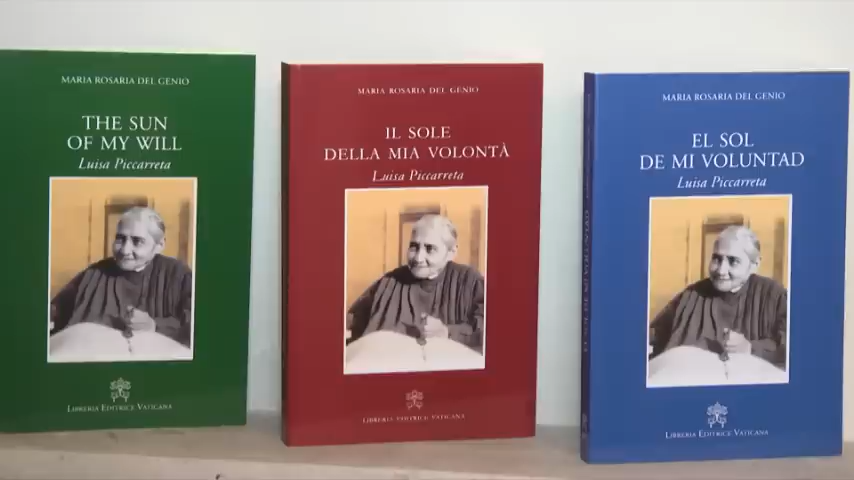 MARIA ROSARIA DEL GENIO
THE SUN
OF MY WILL
Luisa Piccarreta
LIBRERIA EDITRICE VATICANA
MARIA ROSARIA DEL GENIO
IL SOLE
DELLA MIA VOLONTÀ
Luisa Piccarreta
LIBRERIA EDITRICE VATICANA
MARIA ROSARIA DEL GENIO
EL SOL
DE MI VOLUNTAD
Luisa Piccarreta
LIBRERIA EDITRICE VATICANA